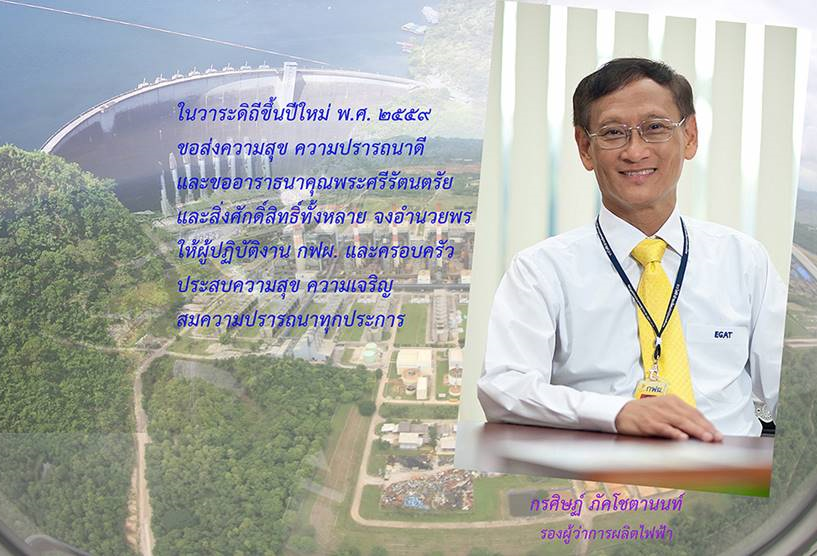 ในวาระดิถีขึ้นปีใหม่ พ.ศ. ๒๕๕๙
ขอส่งความสุข ความปรารถนาดี
และขออาราธนาคุณพระศรีรัตนตรัย
และสิ่งศักดิ์สิทธิ์ทั้งหลาย จงอำนวยพร
ให้ผู้ปฏิบัติงาน กฟผ. และครอบครัว
ประสบความสุข ความเจริญ
สมความปรารถนาทุกประการ
EGAT
กฟผ.
กรศิษฏ์ ภัคโชตานนท์
รองผู้ว่าการผลิตไฟฟ้า